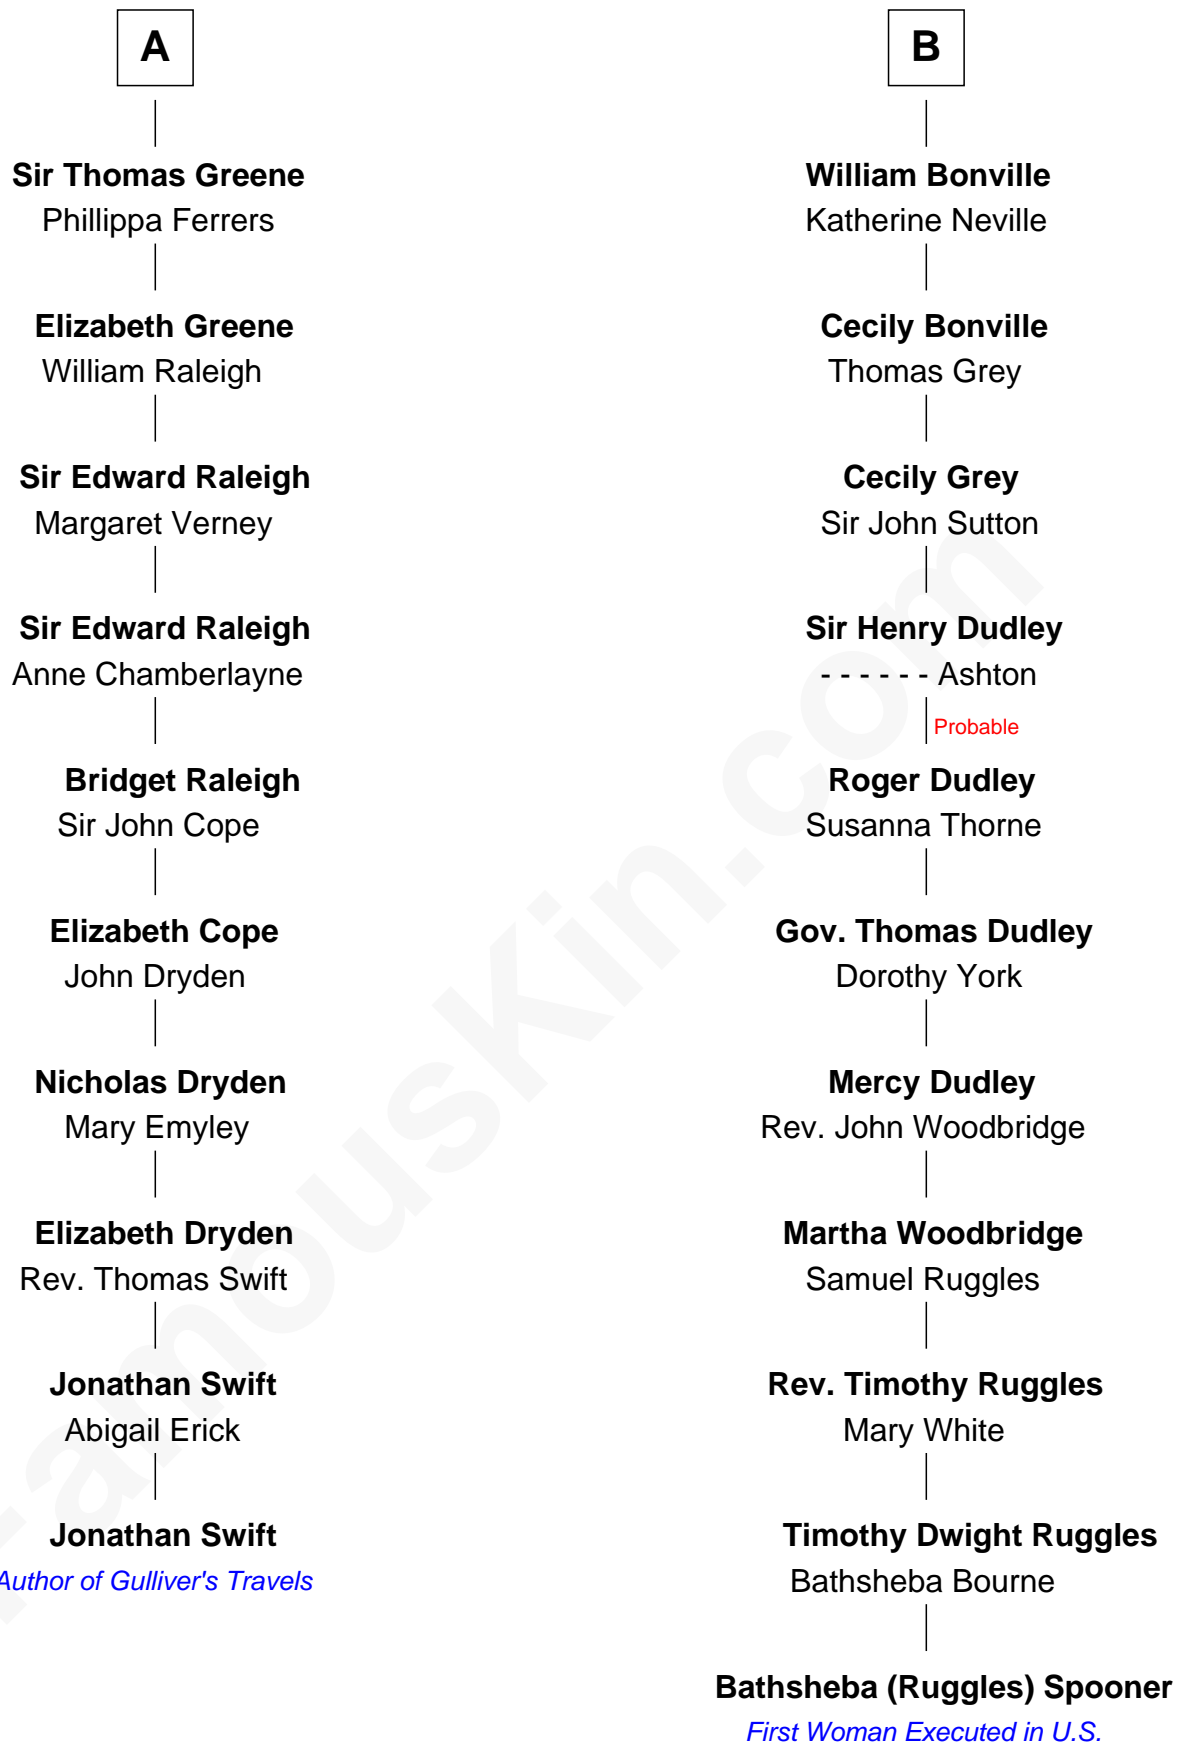 A
Sir Thomas Greene
Phillippa Ferrers
Elizabeth Greene
William Raleigh
Sir Edward Raleigh
Margaret Verney
Sir Edward Raleigh
Anne Chamberlayne
Bridget Raleigh
Sir John Cope
Elizabeth Cope
John Dryden
Nicholas Dryden
Mary Emyley
Elizabeth Dryden
Rev. Thomas Swift
Jonathan Swift
Abigail Erick
Jonathan Swift
Author of Gulliver's Travels
B
William Bonville
Katherine Neville
Cecily Bonville
Thomas Grey
Cecily Grey
Sir John Sutton
Sir Henry Dudley
- - - - - - Ashton
Probable
Roger Dudley
Susanna Thorne
Gov. Thomas Dudley
Dorothy York
Mercy Dudley
Rev. John Woodbridge
Martha Woodbridge
Samuel Ruggles
Rev. Timothy Ruggles
Mary White
Timothy Dwight Ruggles
Bathsheba Bourne
Bathsheba (Ruggles) Spooner
First Woman Executed in U.S.
FamousKin.com